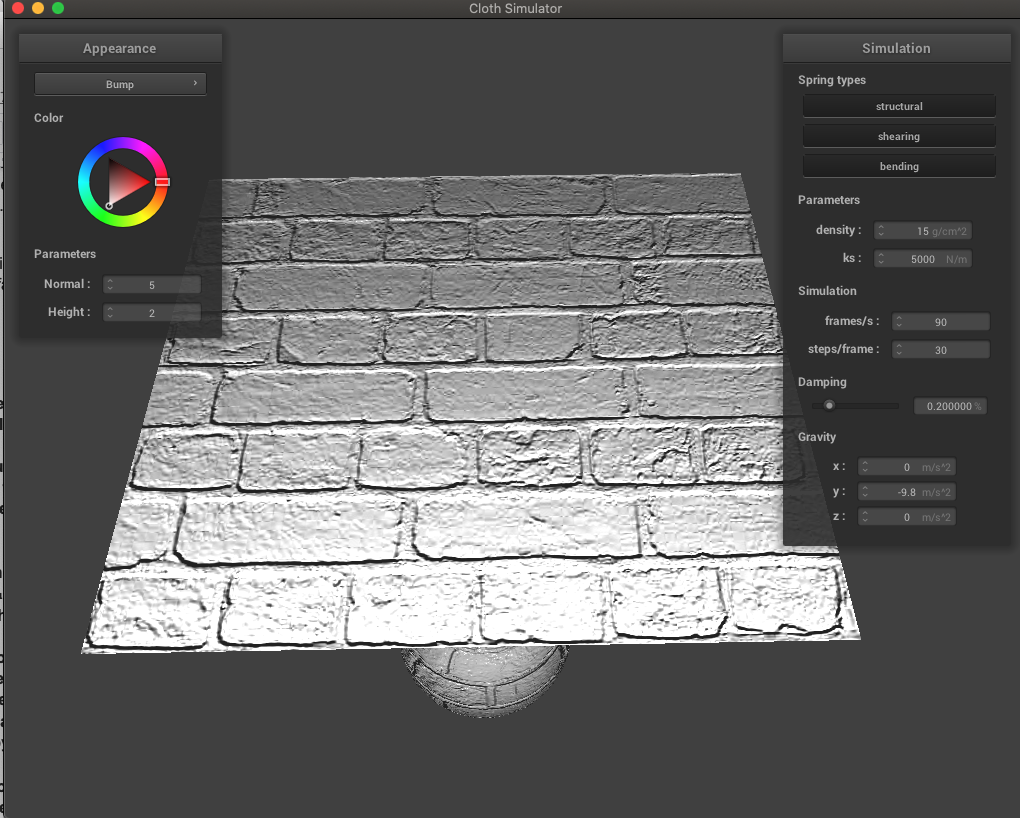 Cloth Simulator
Appearance
Bump
Color
Parameters
Normal : 5
Height : 2
Simulation
Spring types
structural
shearing
bending
Parameters
density : 15 g/cm^2
ks : 5000 N/m
Simulation
frames/s : 90
steps/frame : 30
Damping
0.200000 %
Gravity
x : 0 m/s^2
y : -9.8 m/s^2
z : 0 m/s^2